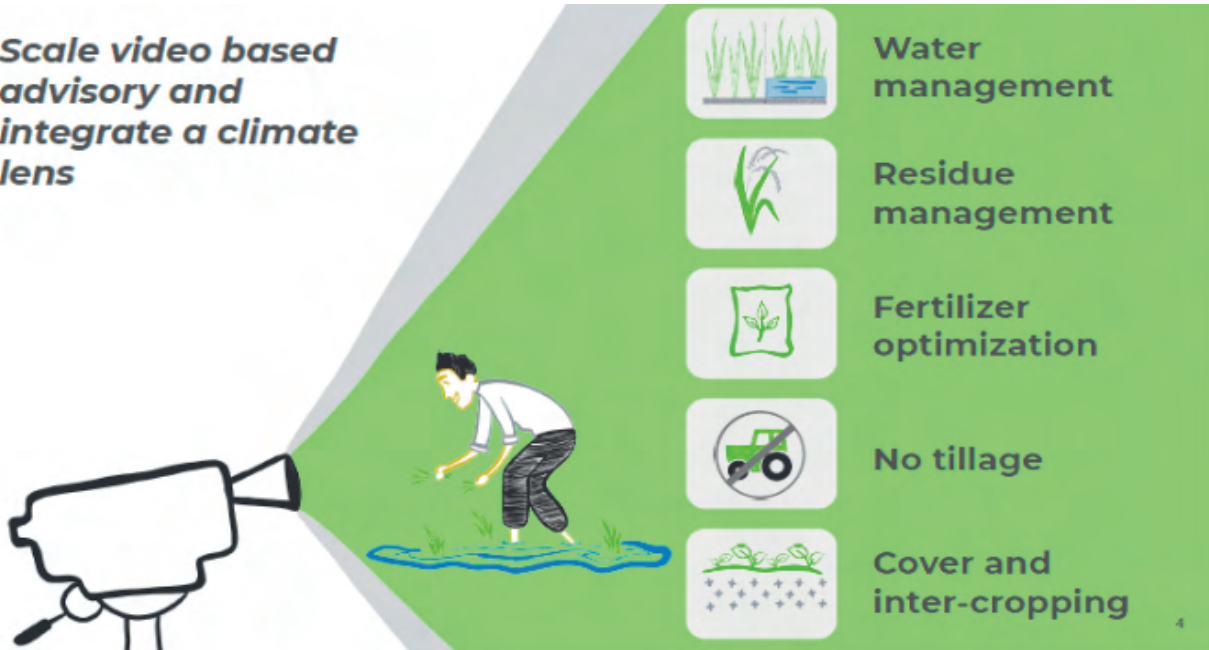 Scale video based
advisory and
integrate a climate
lens
Water
management
Residue
management
Fertilizer
optimization
No tillage
Cover and
inter-cropping
4